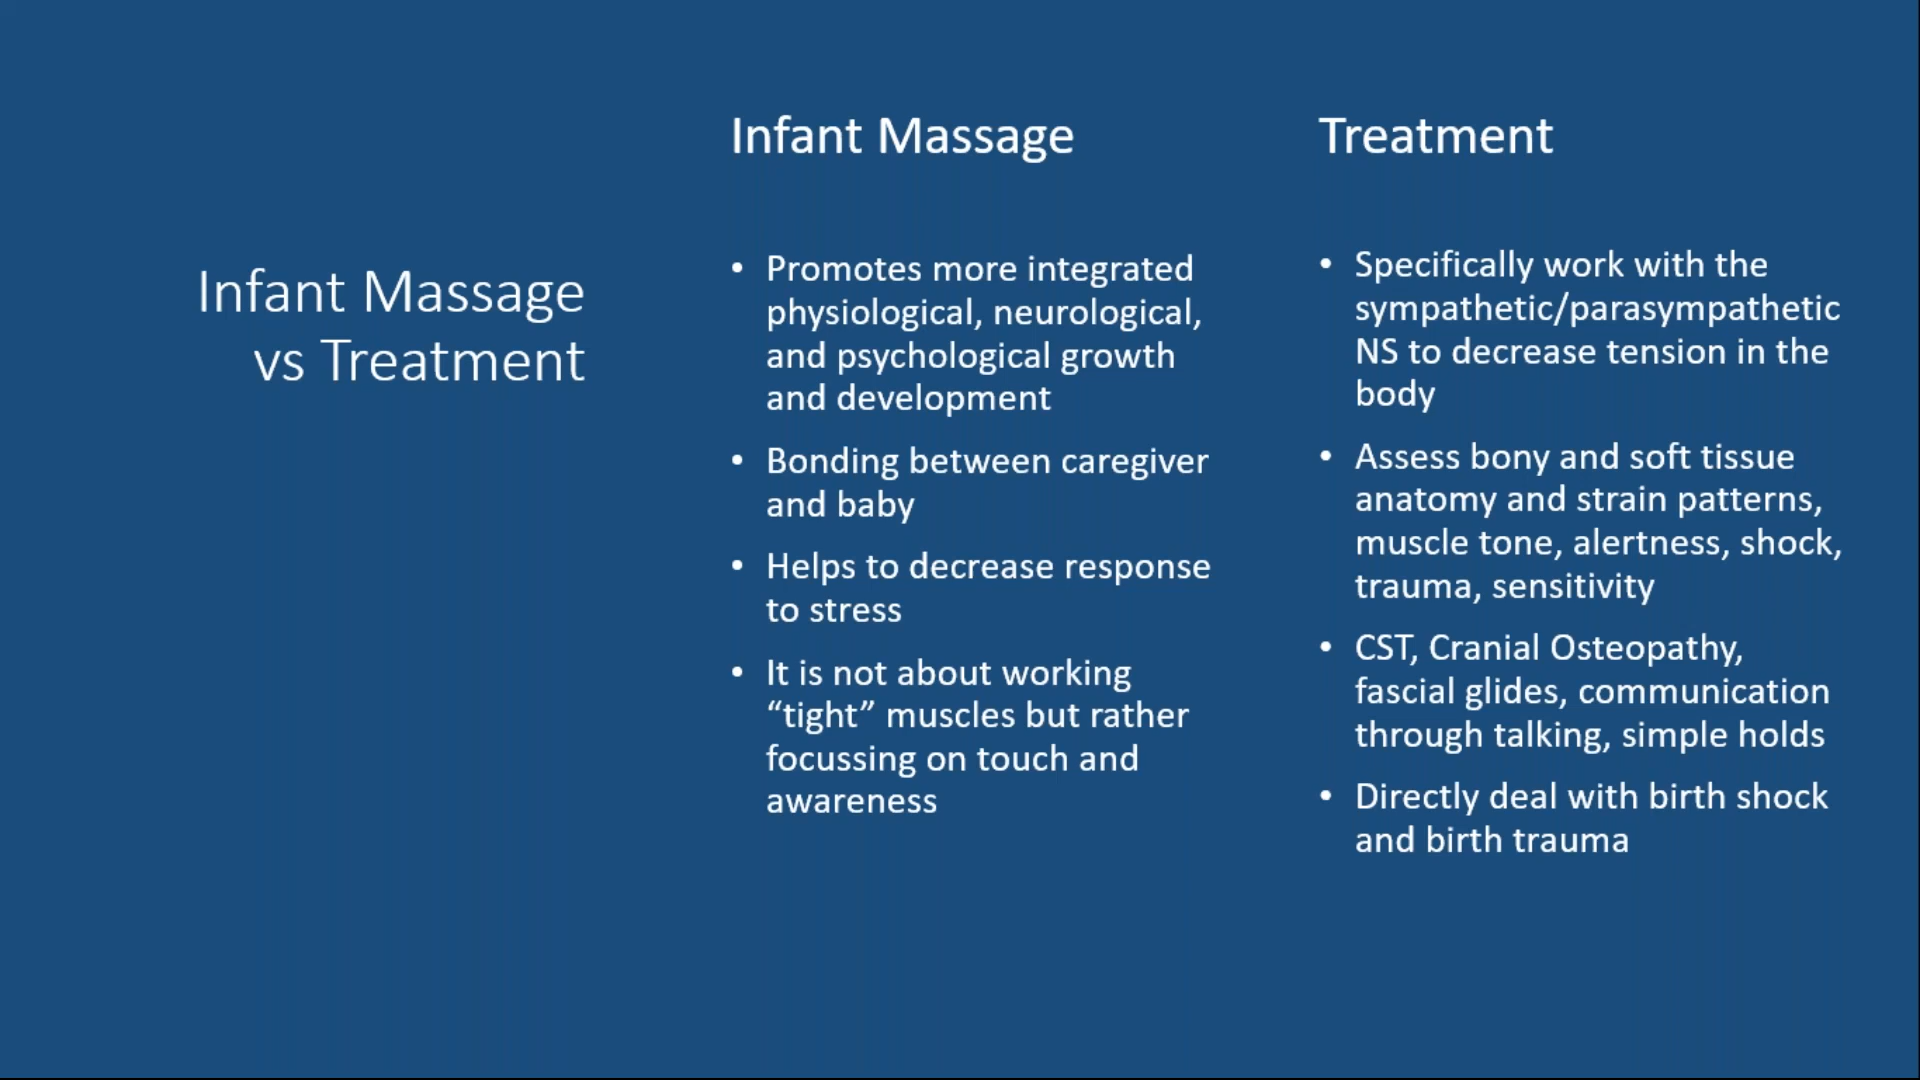 Infant Massage
vs Treatment
Infant Massage
• Promotes more integrated
physiological, neurological,
and psychological growth
and development
• Bonding between caregiver
and baby
• Helps to decrease response
to stress
• It is not about working
“tight” muscles but rather
focussing on touch and
awareness
Treatment
• Specifically work with the
sympathetic/parasympathetic
NS to decrease tension in the
body
• Assess bony and soft tissue
anatomy and strain patterns,
muscle tone, alertness, shock,
trauma, sensitivity
• CST, Cranial Osteopathy,
fascial glides, communication
through talking, simple holds
• Directly deal with birth shock
and birth trauma